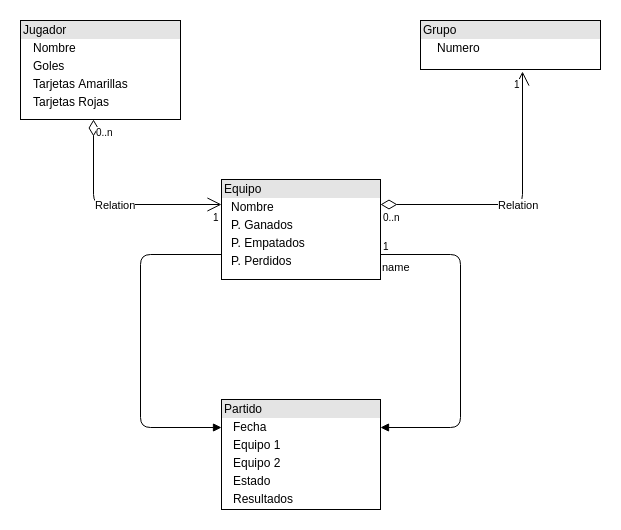 Jugador
Nombre
Goles
Tarjetas Amarillas
Tarjetas Rojas
Grupo
Numero
0..n
1
Relation
1
Equipo
Nombre
P. Ganados
P. Empatados
P. Perdidos
0..n
Relation
1
name
Partido
Fecha
Equipo 1
Equipo 2
Estado
Resultados